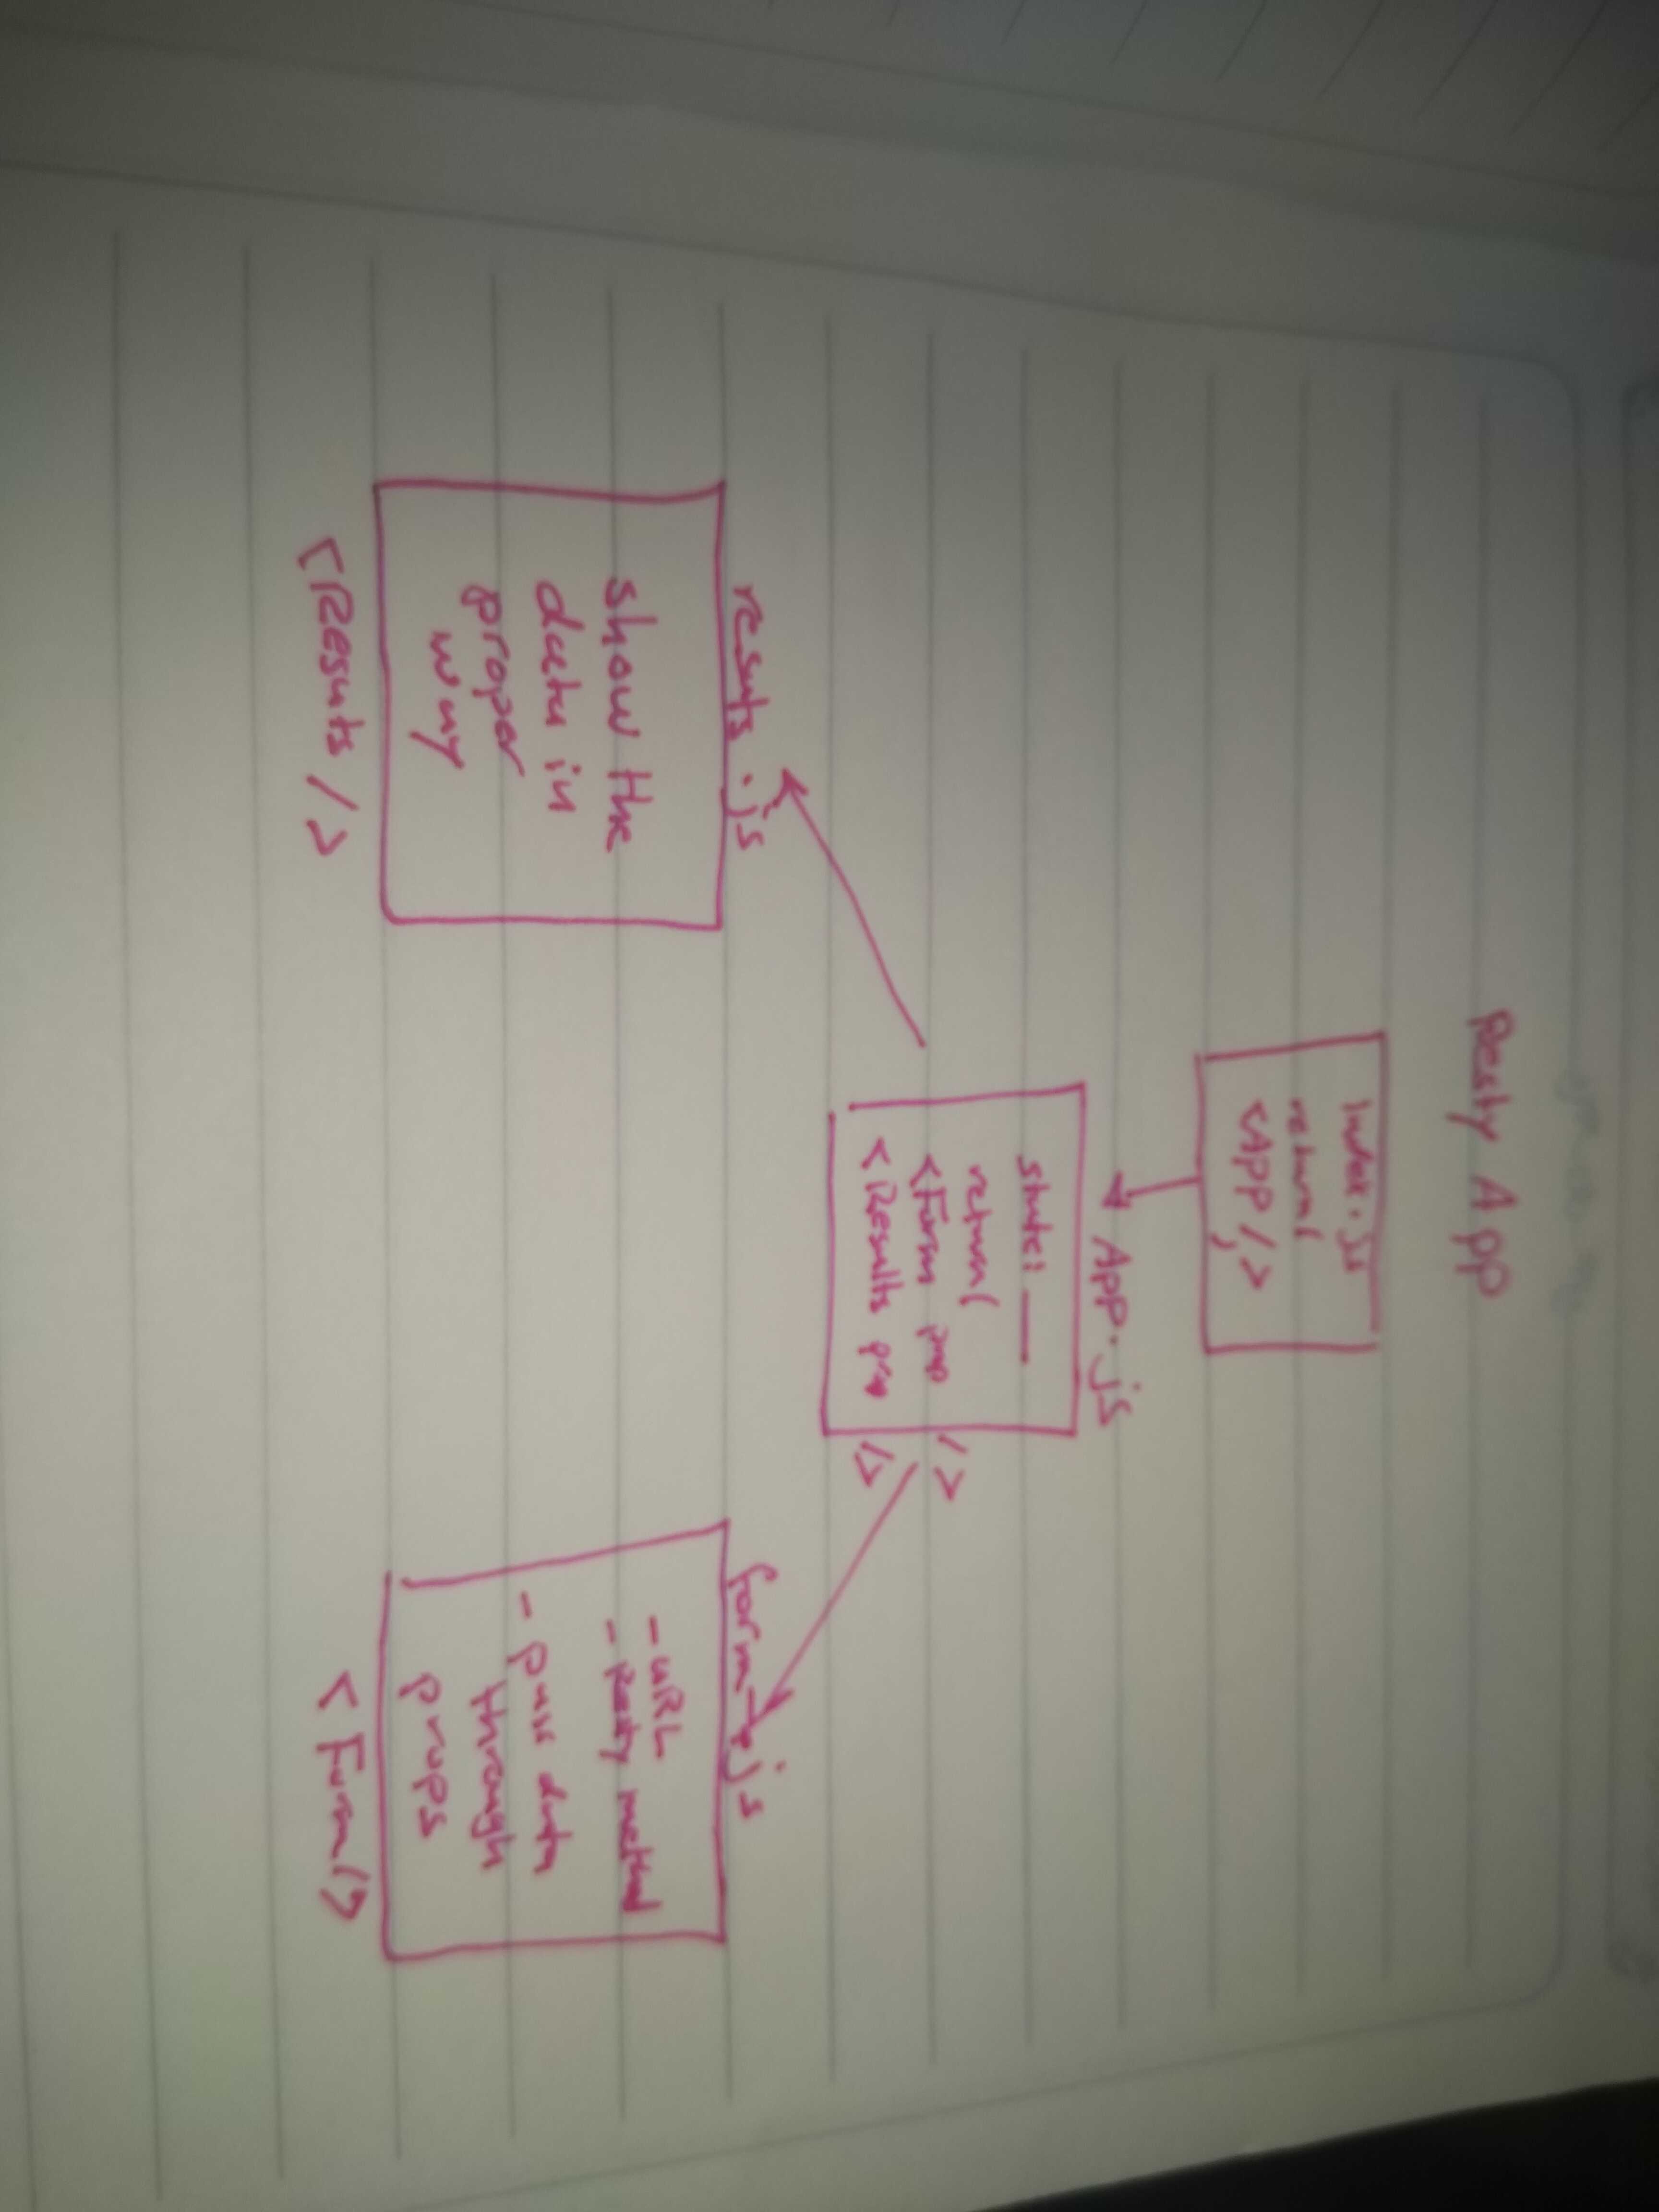 Resty App
index.js
return(
<APP />
)
App.js
state: __
return(
<Form prop />
<Results prop />
resuts.js
show the
data in
proper
way
<Resuts />
form.js
- URL
- Resty method
- pass data
through
props
<Form/>